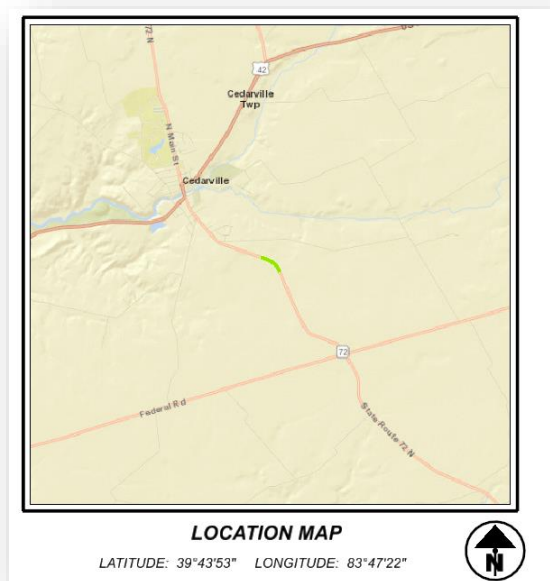 72 N
42
Cedarville
Twp
N Main St
Cedarville
72
Federal Rd
State Route 72 N
LOCATION MAP
LATITUDE: 39°43'53" LONGITUDE: 83°47'22"
N